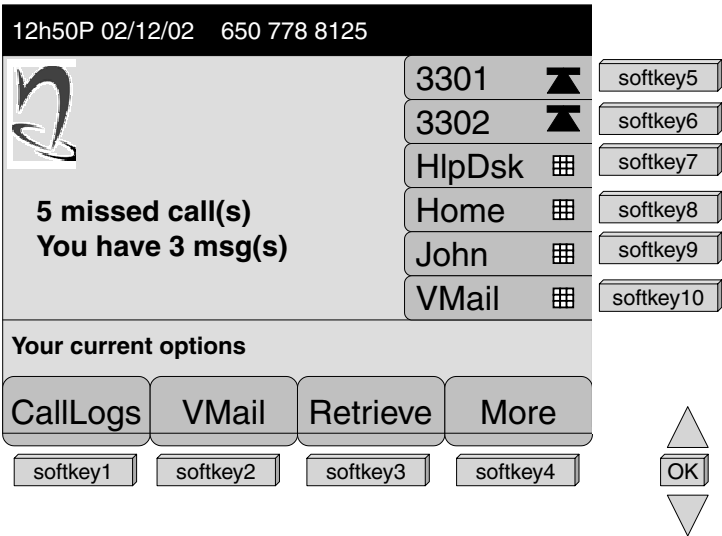 12h50P 02/12/02 650 778 8125
3301 softkey5
3302 softkey6
HlpDsk softkey7
5 missed call(s) Home softkey8
You have 3 msg(s) John softkey9
VMail softkey10
Your current options
CallLogs VMail Retrieve More
softkey1 softkey2 softkey3 softkey4 OK